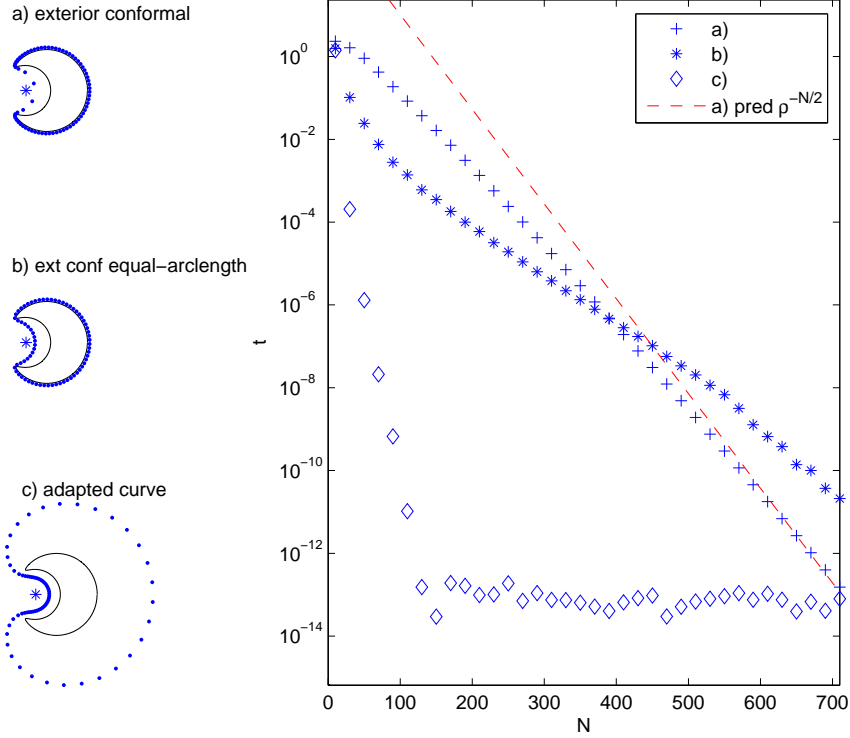 a) exterior conformal
b) ext conf equal−arclength
c) adapted curve
t
10^0
10^−2
10^−4
10^−6
10^−8
10^−10
10^−12
10^−14
a)
b)
c)
a) pred ρ^−N/2
0 100 200 300 400 500 600 700
N